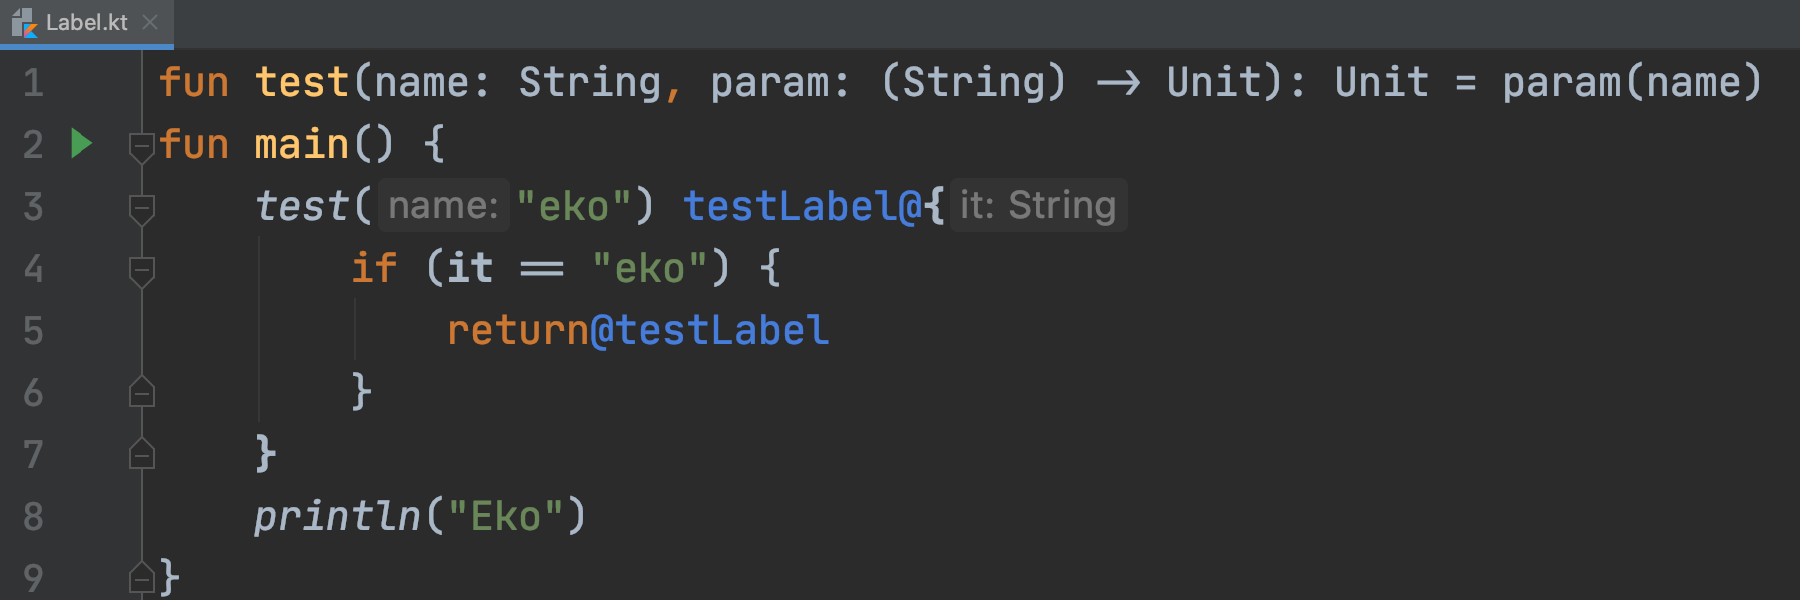 Label.kt
1 fun test(name: String, param: (String) -> Unit): Unit = param(name)
2 fun main() {
3 test( name: "eko") testLabel@{ it: String
4 if (it == "eko") {
5 return@testLabel
6 }
7 }
8 println("Eko")
9 }